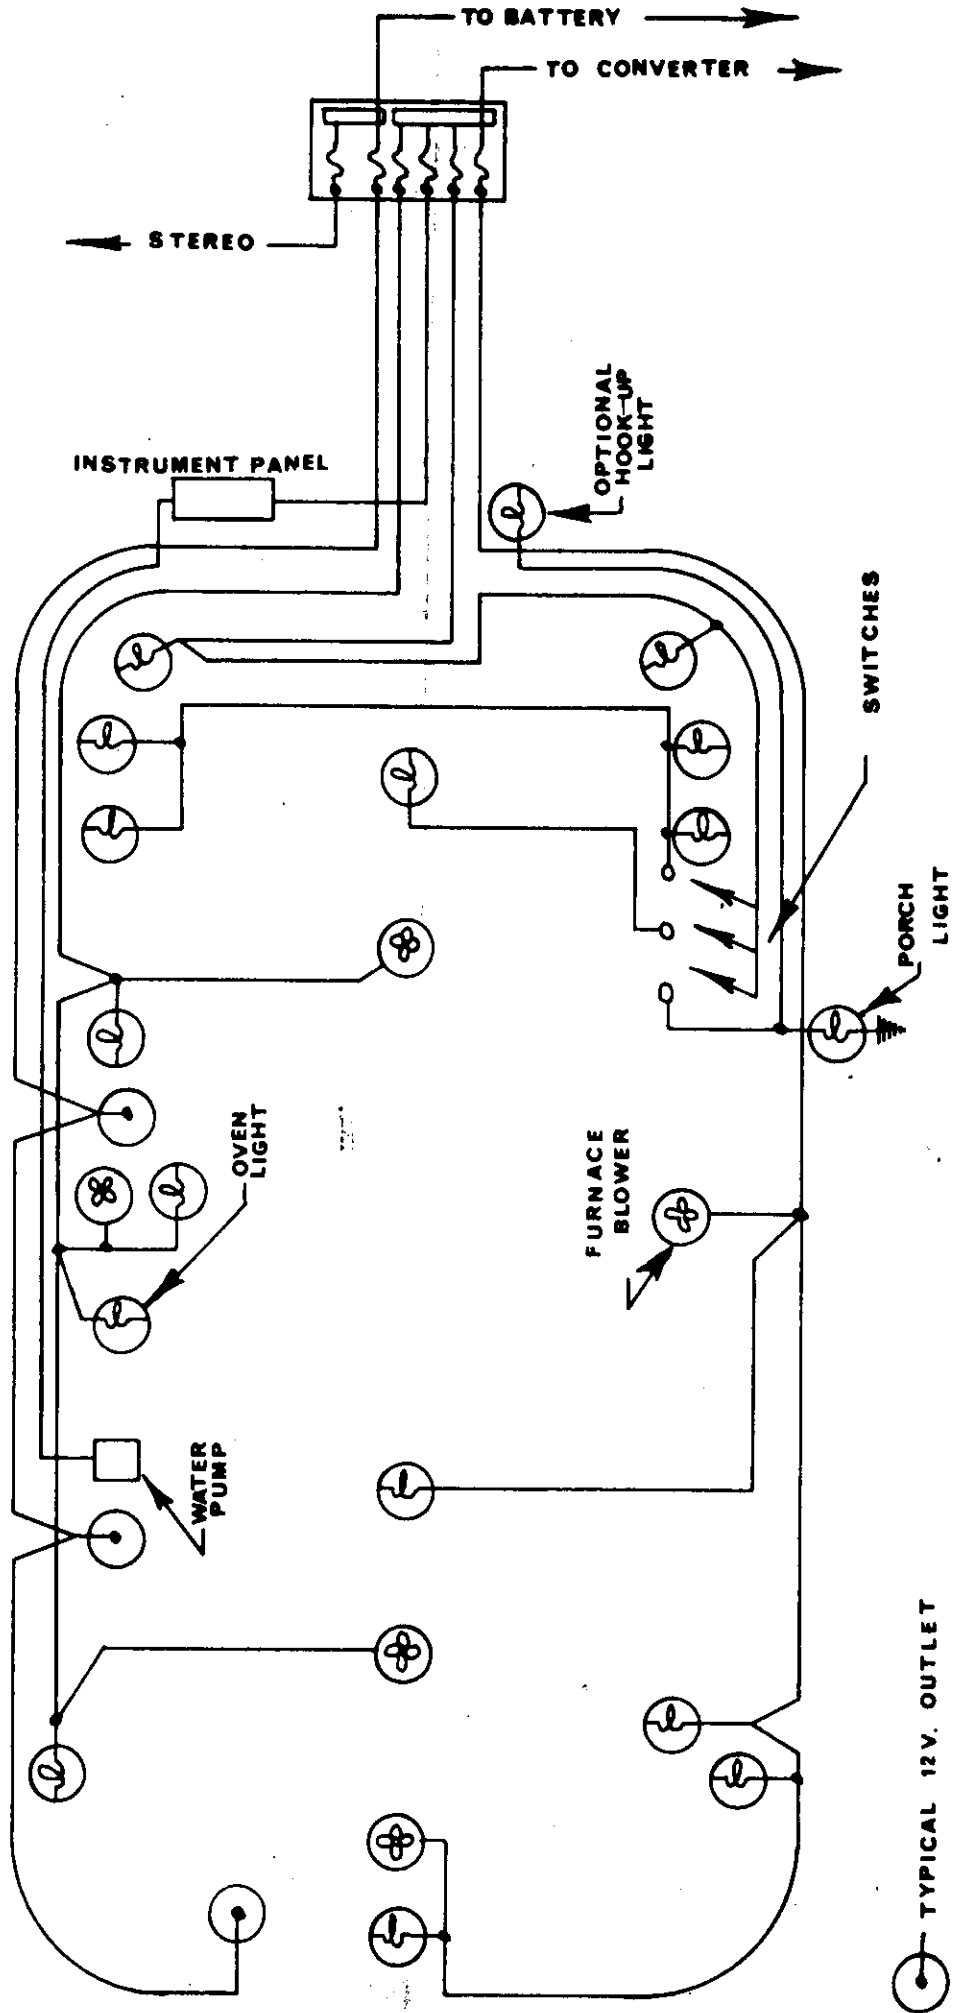 TO BATTERY
TO CONVERTER
STEREO
INSTRUMENT PANEL
OPTIONAL
HOOK-UP
LIGHT
SWITCHES
PORCH
LIGHT
OVEN
LIGHT
FURNACE
BLOWER
WATER
PUMP
TYPICAL 12V. OUTLET